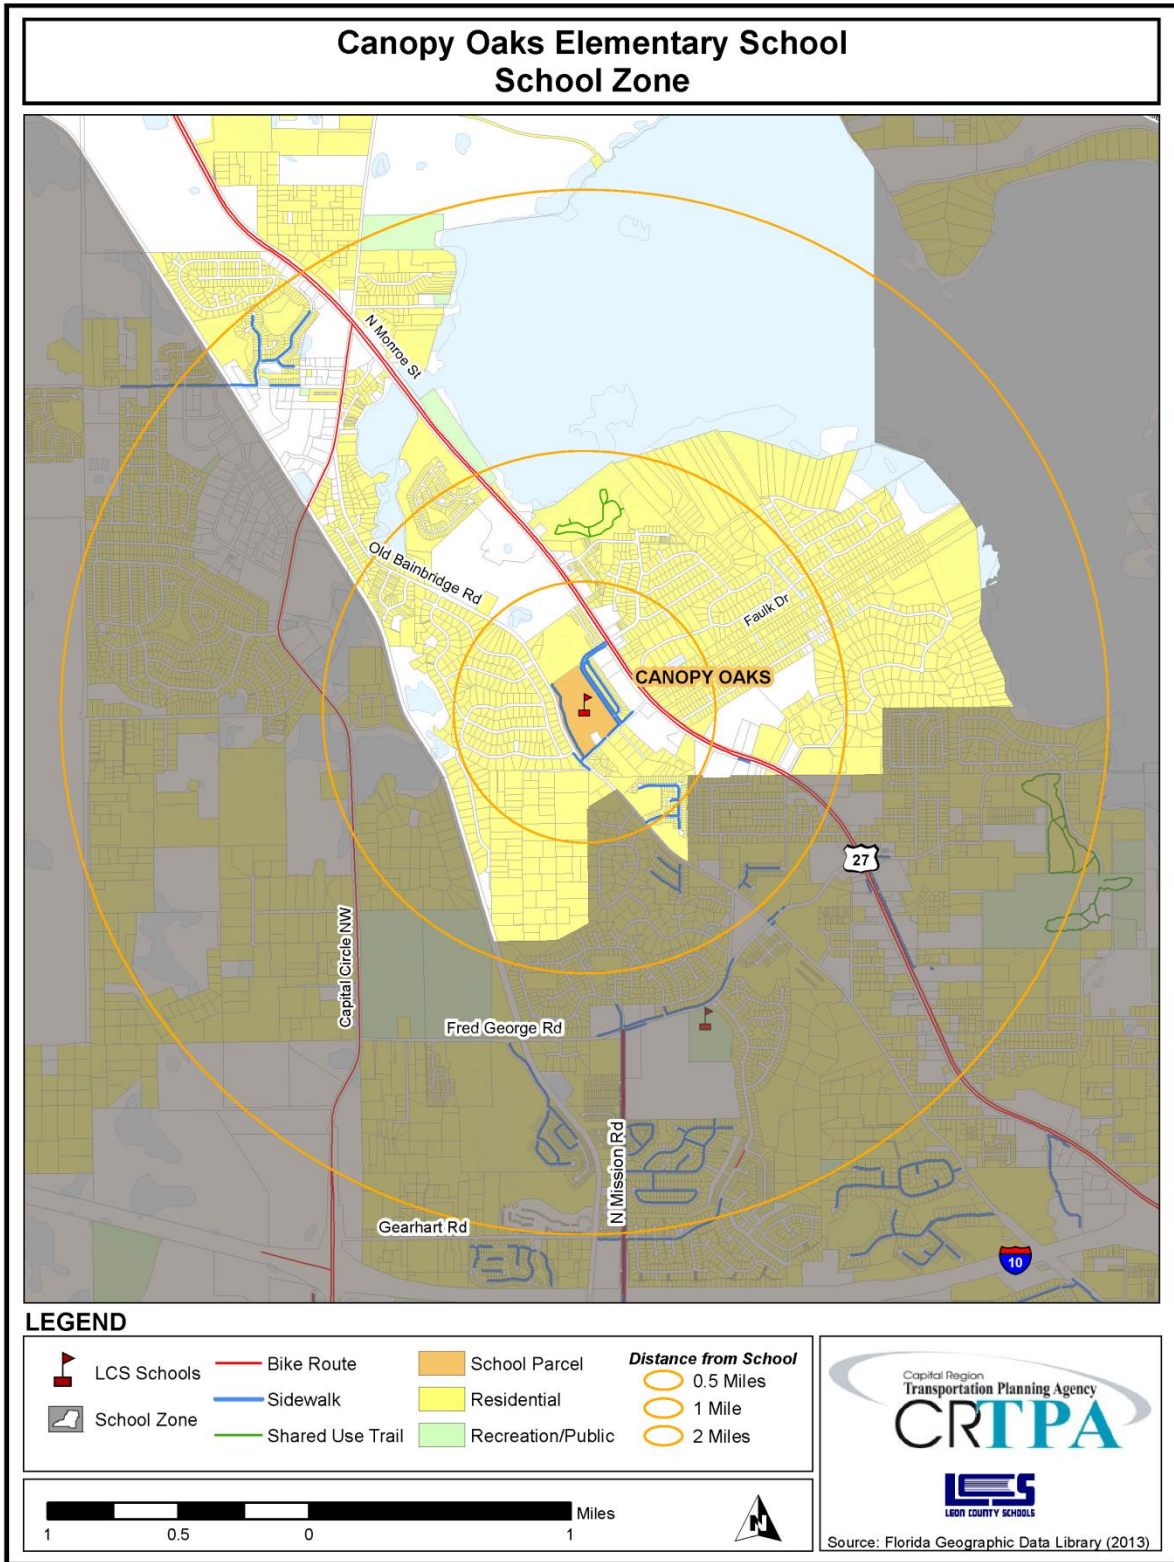 Canopy Oaks Elementary School
School Zone
N Monroe St
Old Bainbridge Rd
Faulk Dr
CANOPY OAKS
27
Capital Circle NW
Fred George Rd
N Mission Rd
Gearhart Rd
10
LEGEND
LCS Schools
School Zone
Bike Route
Sidewalk
Shared Use Trail
School Parcel
Residential
Recreation/Public
Distance from School
0.5 Miles
1 Mile
2 Miles
Miles
1 0.5 0 1
N
Capital Region
Transportation Planning Agency
CRTPA
LCS
LEON COUNTY SCHOOLS
Source: Florida Geographic Data Library (2013)